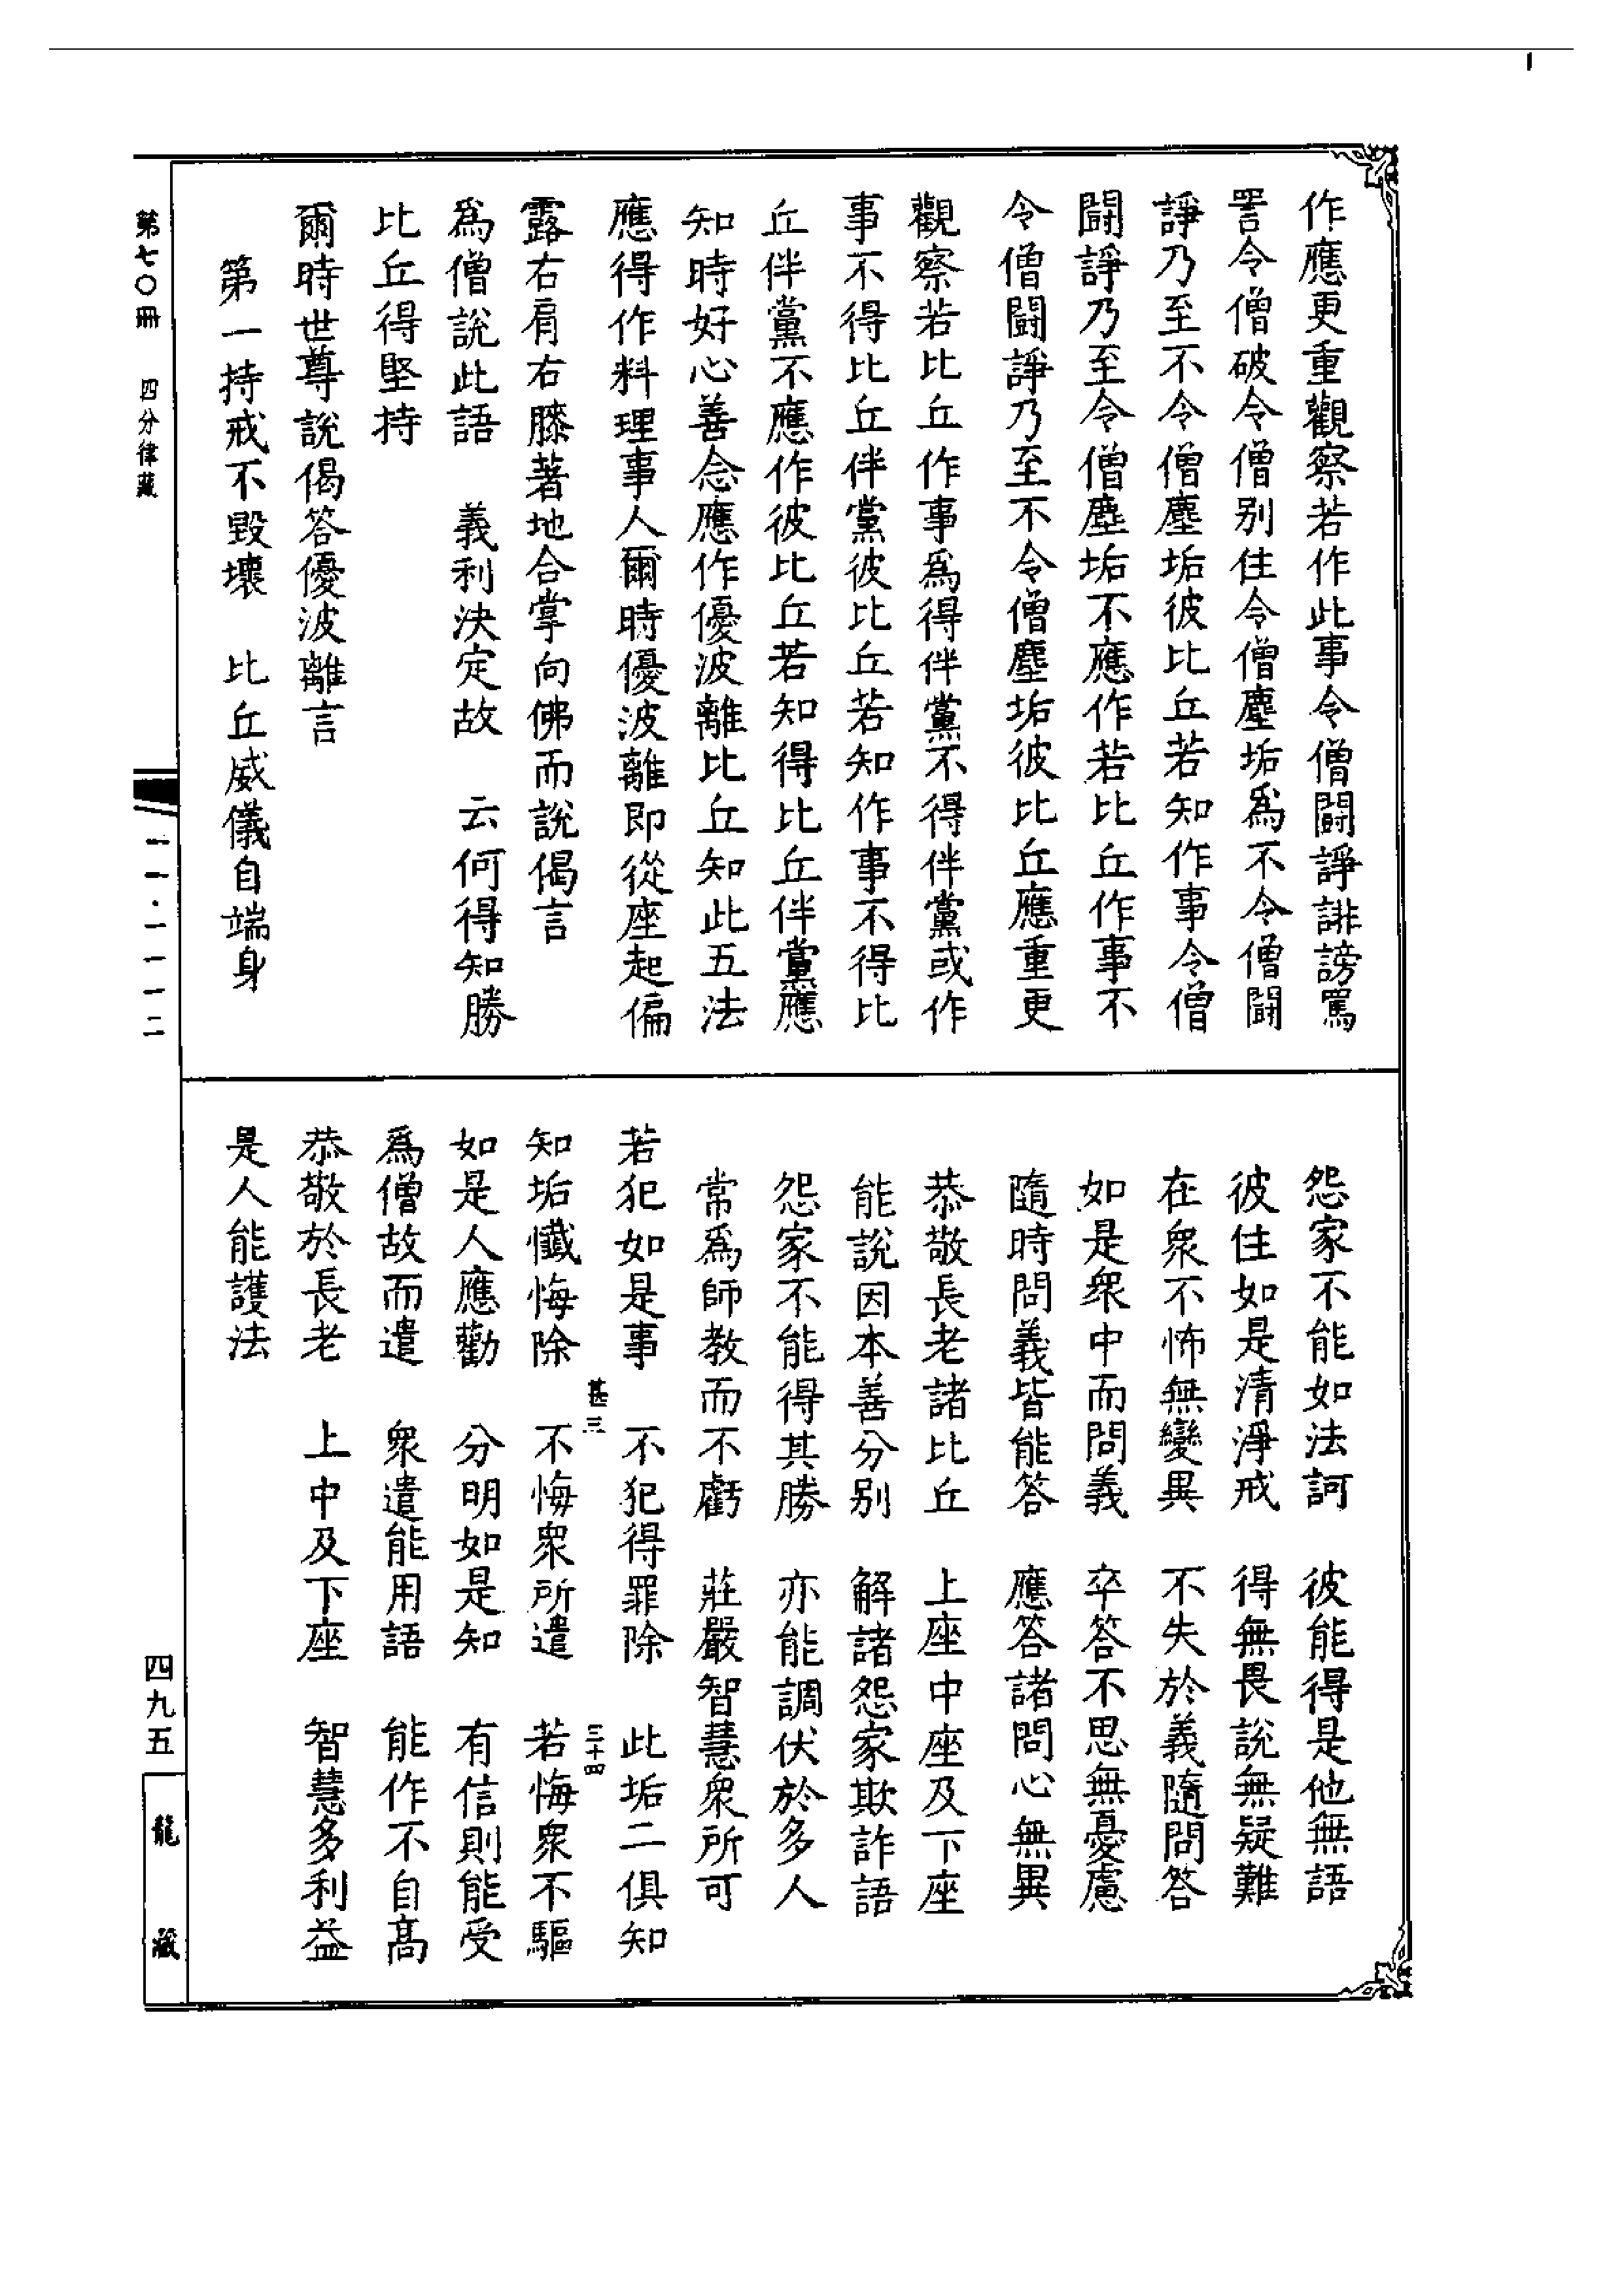 作應更重觀察若作此事令僧鬪諍誹謗罵
詈令僧破令僧別住令僧塵垢爲不令僧鬪
諍乃至不令僧塵垢彼比丘若知作事令僧
鬪諍乃至令僧塵垢不應作若比丘作事不
令僧鬪諍乃至不令僧塵垢彼比丘應重更
觀察若比丘作事爲得伴黨不得伴黨或作
事不得比丘伴黨彼比丘若知作事不得比
丘伴黨不應作彼比丘若知得比丘伴黨應
知時好心善念應作優波離比丘知此五法
應得作料理事人爾時優波離即從座起偏
露右肩右膝著地合掌向佛而說偈言
爲僧說此語　義利決定故　云何得知勝
比丘得堅持
爾時世尊說偈答優波離言
第一持戒不毀壞　比丘威儀自端身
怨家不能如法訶　彼能得是他無語
彼住如是清淨戒　得無畏說無疑難
在衆不怖無變異　不失於義隨問答
如是衆中而問義　卒答不思無憂慮
隨時問義皆能答　應答諸問心無異
恭敬長老諸比丘　上座中座及下座
能說因本善分別　解諸怨家欺詐語
怨家不能得其勝　亦能調伏於多人
常爲師教而不虧　莊嚴智慧衆所可
若犯如是事　不犯得罪除　此垢二俱知
甚三　三十四
知垢懺悔除　不悔衆所遣　若悔衆不驅
如是人應勸　分明如是知　有信則能受
爲僧故而遣　衆遣能用語　能作不自高
恭敬於長老　上中及下座　智慧多利益
是人能護法
第七〇冊　四分律藏
一一·一一一二
四九五
龍藏